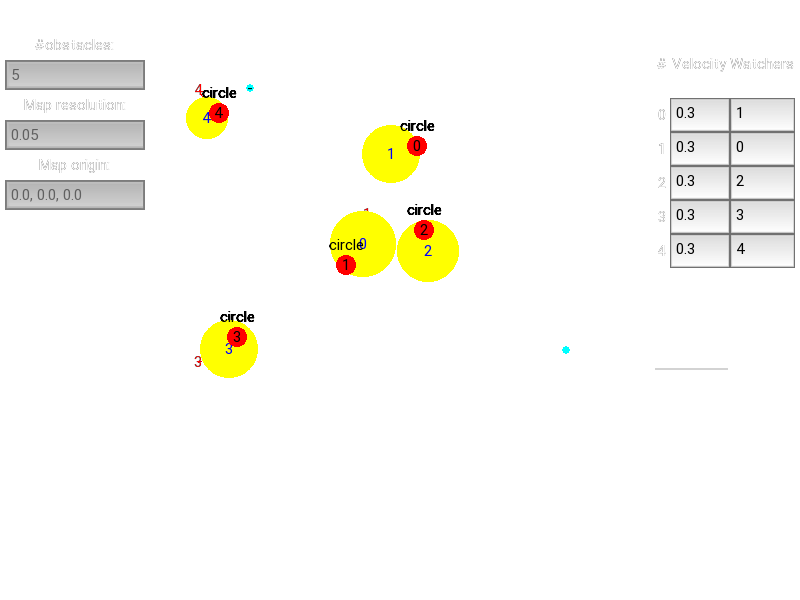 #obstacles:
5
Map resolution:
0.05
Map origin:
0.0, 0.0, 0.0
4
circle
4
4
circle
0
1
circle
2
2
1
circle
0
1
circle
3
3
3
# Velocity Watchers
0 0.3 1
1 0.3 0
2 0.3 2
3 0.3 3
4 0.3 4